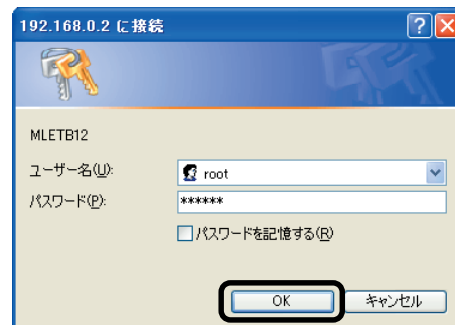 192.168.0.2 に接続
MLETB12
ユーザー名(U):
root
パスワード(P):
******
パスワードを記憶する(R)
OK
キャンセル